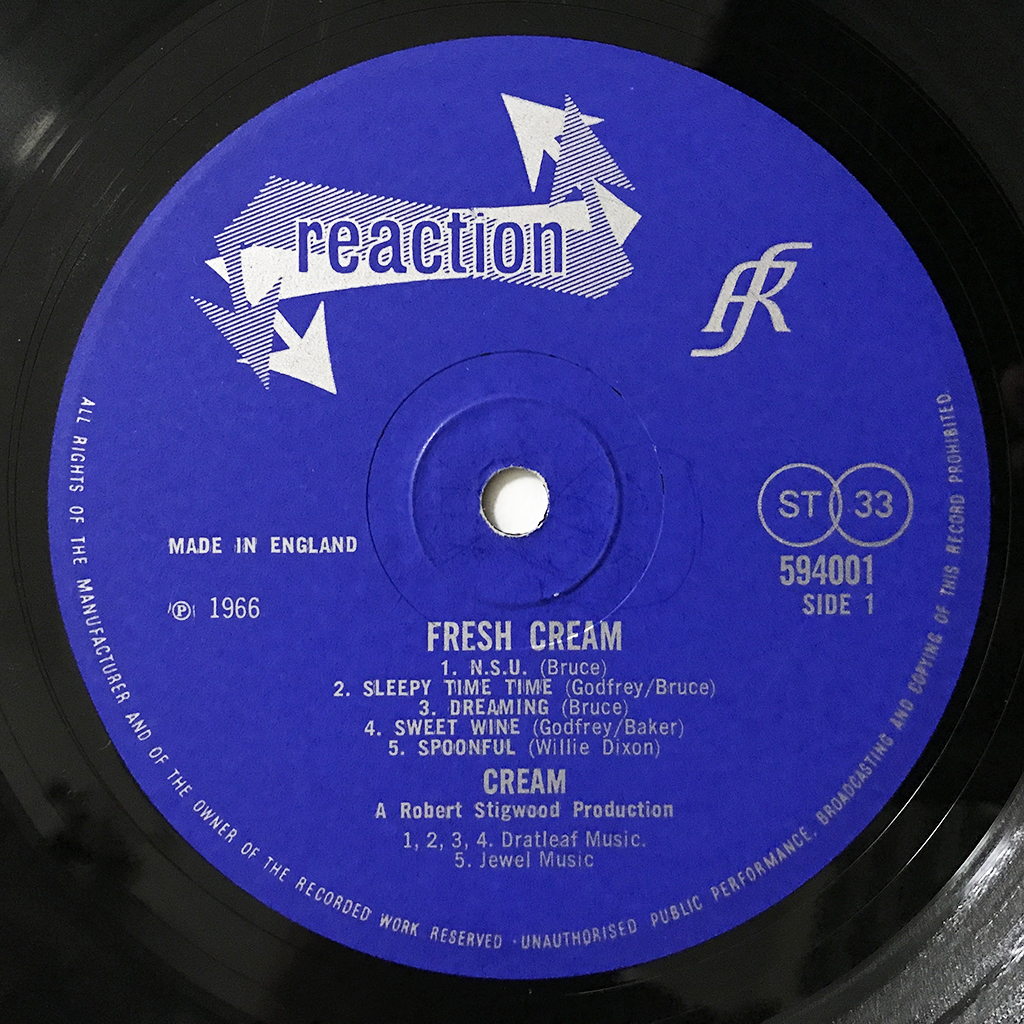 reaction
MADE IN ENGLAND
℗ 1966
ST 33
594001
SIDE 1
FRESH CREAM
1. N.S.U. (Bruce)
2. SLEEPY TIME TIME (Godfrey/Bruce)
3. DREAMING (Bruce)
4. SWEET WINE (Godfrey/Baker)
5. SPOONFUL (Willie Dixon)
CREAM
A Robert Stigwood Production
1, 2, 3, 4. Dratleaf Music.
5. Jewel Music
ALL RIGHTS OF THE MANUFACTURER AND OF THE OWNER OF THE RECORDED WORK RESERVED · UNAUTHORISED PUBLIC PERFORMANCE, BROADCASTING AND COPYING OF THIS RECORD PROHIBITED.